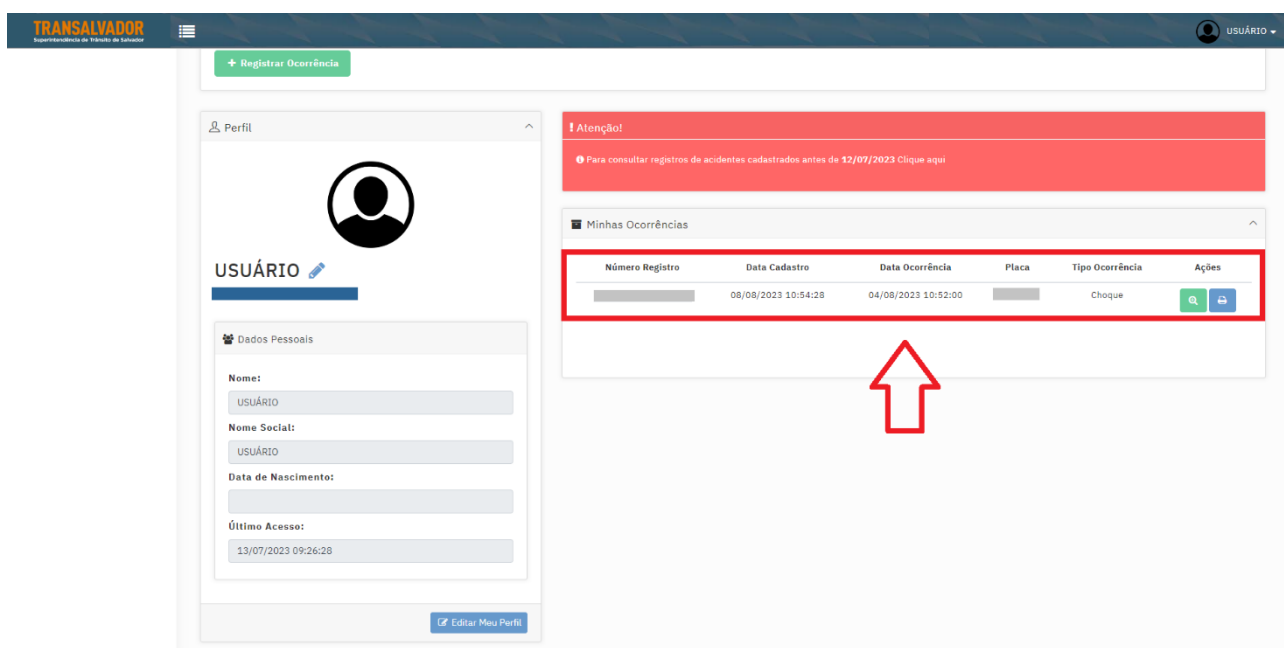 TRANSALVADOR
Superintendência de Trânsito de Salvador
USUÁRIO
+ Registrar Ocorrência
Perfil
USUÁRIO
Dados Pessoais
Nome:
USUÁRIO
Nome Social:
USUÁRIO
Data de Nascimento:
Último Acesso:
13/07/2023 09:26:28
Editar Meu Perfil
! Atenção!
Para consultar registros de acidentes cadastrados antes de 12/07/2023 Clique aqui
Minhas Ocorrências
Número Registro Data Cadastro Data Ocorrência Placa Tipo Ocorrência Ações
08/08/2023 10:54:28 04/08/2023 10:52:00 Choque